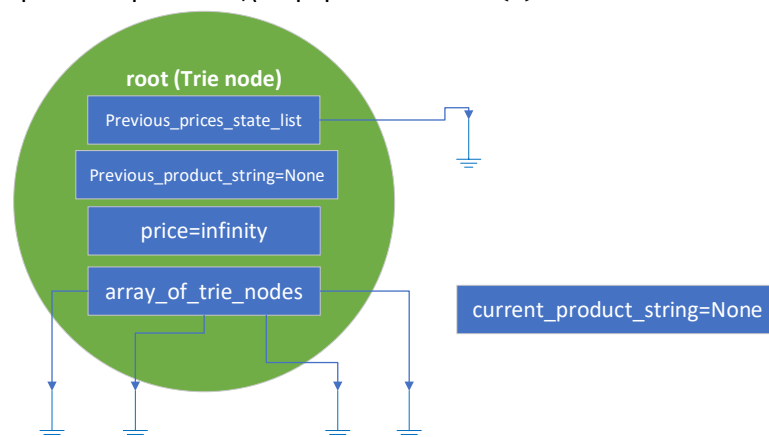 root (Trie node)
Previous_prices_state_list
Previous_product_string=None
price=infinity
array_of_trie_nodes
current_product_string=None